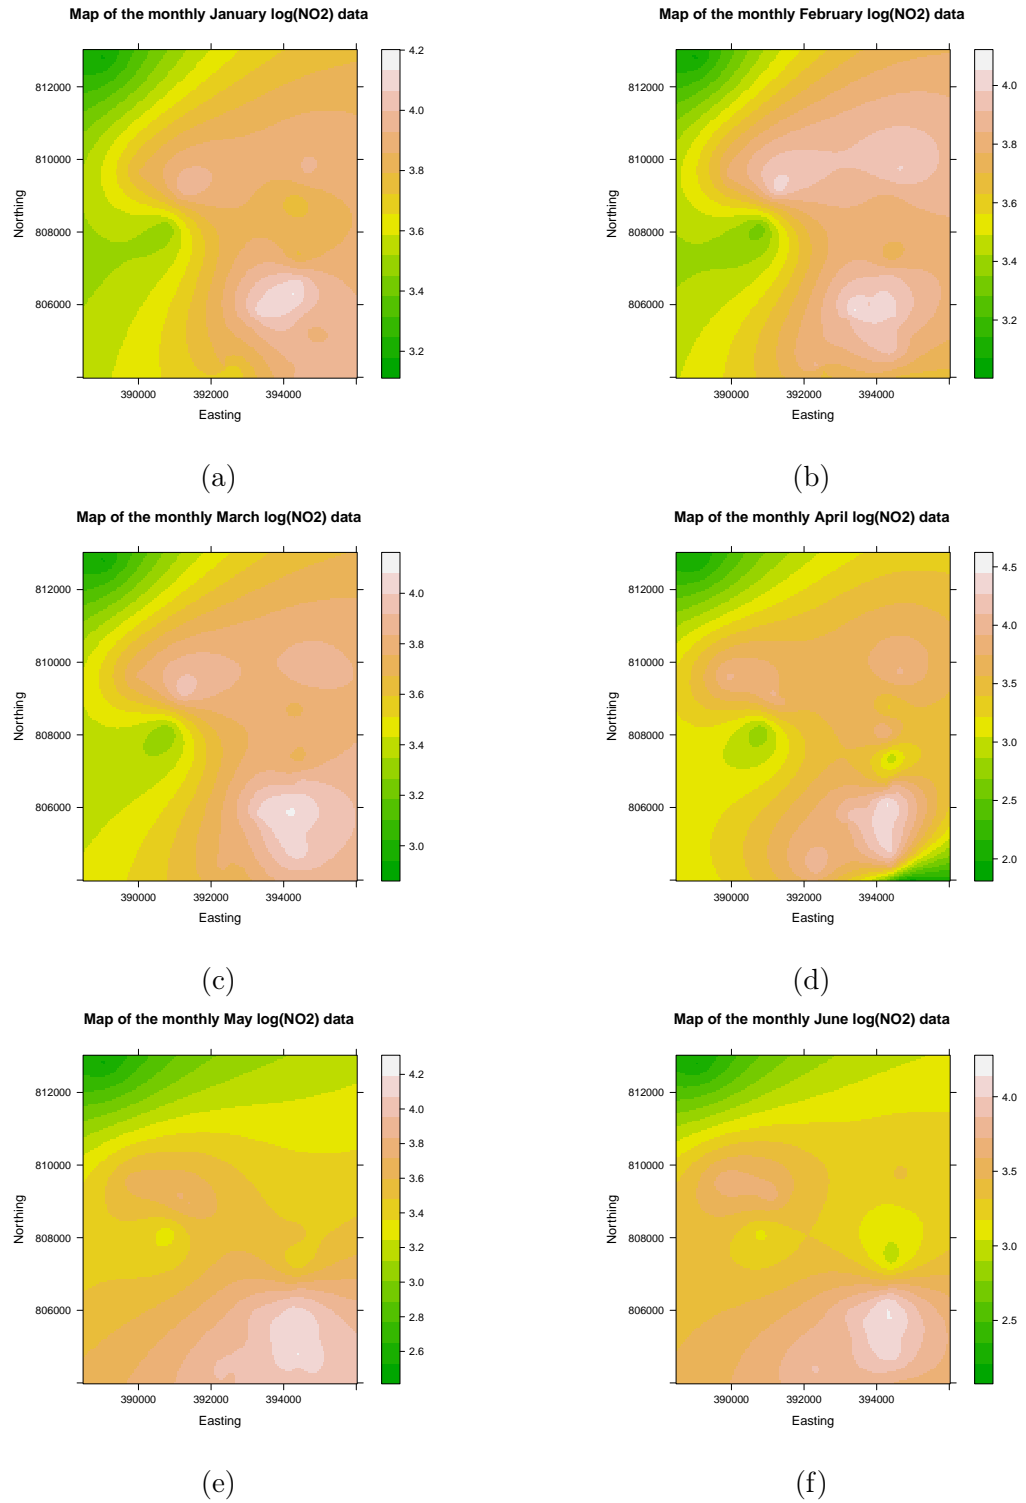 Map of the monthly January log(NO2) data
812000
810000
808000
806000
Northing
390000 392000 394000
Easting
4.2
4.0
3.8
3.6
3.4
3.2
(a)
Map of the monthly February log(NO2) data
812000
810000
808000
806000
Northing
390000 392000 394000
Easting
4.0
3.8
3.6
3.4
3.2
(b)
Map of the monthly March log(NO2) data
812000
810000
808000
806000
Northing
390000 392000 394000
Easting
4.0
3.8
3.6
3.4
3.2
3.0
(c)
Map of the monthly April log(NO2) data
812000
810000
808000
806000
Northing
390000 392000 394000
Easting
4.5
4.0
3.5
3.0
2.5
2.0
(d)
Map of the monthly May log(NO2) data
812000
810000
808000
806000
Northing
390000 392000 394000
Easting
4.2
4.0
3.8
3.6
3.4
3.2
3.0
2.8
2.6
(e)
Map of the monthly June log(NO2) data
812000
810000
808000
806000
Northing
390000 392000 394000
Easting
4.0
3.5
3.0
2.5
(f)